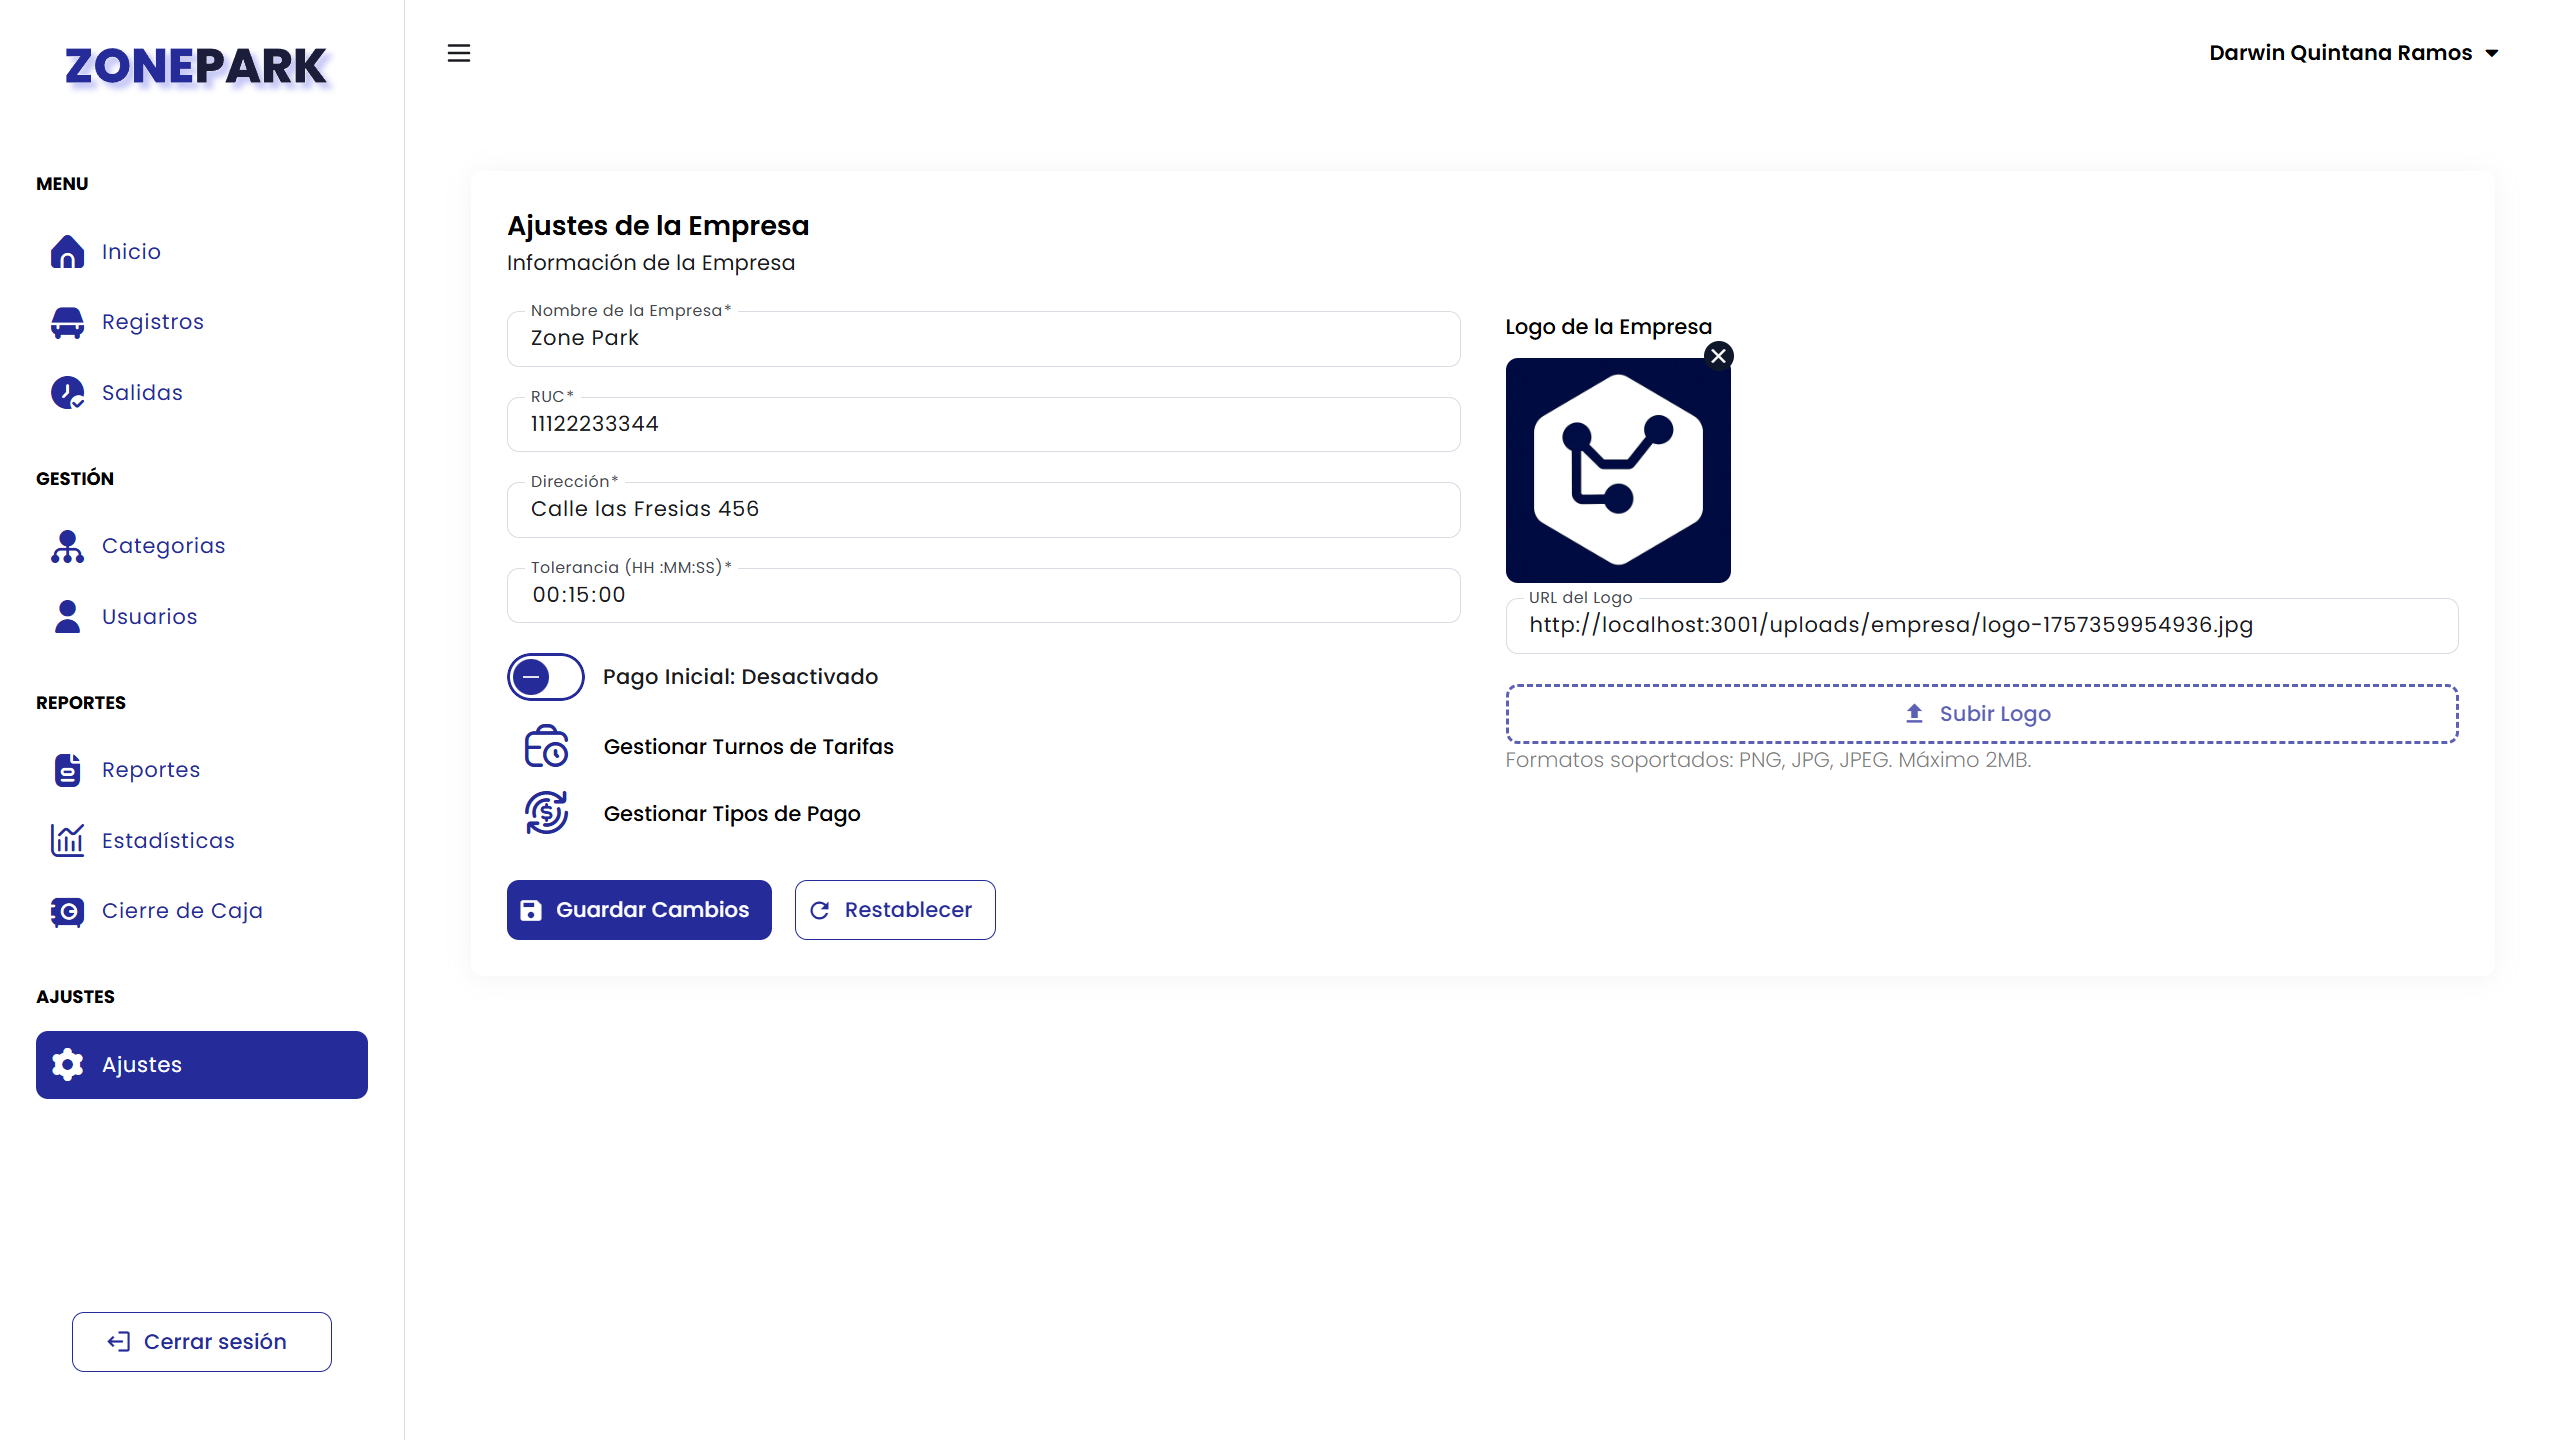 ZONEPARK
Darwin Quintana Ramos
MENU
Inicio
Registros
Salidas
GESTIÓN
Categorias
Usuarios
REPORTES
Reportes
Estadísticas
Cierre de Caja
AJUSTES
Ajustes
Cerrar sesión
Ajustes de la Empresa
Información de la Empresa
Nombre de la Empresa*
Zone Park
RUC*
11122233344
Dirección*
Calle las Fresias 456
Tolerancia (HH :MM:SS)*
00:15:00
Pago Inicial: Desactivado
Gestionar Turnos de Tarifas
Gestionar Tipos de Pago
Guardar Cambios
Restablecer
Logo de la Empresa
URL del Logo
http://localhost:3001/uploads/empresa/logo-1757359954936.jpg
Subir Logo
Formatos soportados: PNG, JPG, JPEG. Máximo 2MB.